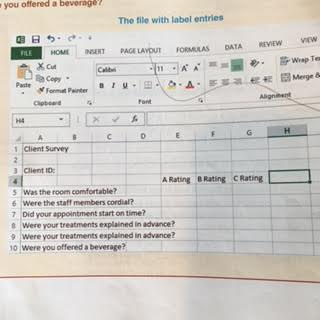 you offered a beverage?
The file with label entries
FILE HOME INSERT PAGE LAYOUT FORMULAS DATA REVIEW VIEW
Cut
Copy
Format Painter
Paste
Calibri 11 A A
B I U A
Wrap Te
Merge &
Clipboard Font Alignment
H4 fx
A B C D E F G H
1 Client Survey
2
3 Client ID:
4 A Rating B Rating C Rating
5 Was the room comfortable?
6 Were the staff members cordial?
7 Did your appointment start on time?
8 Were your treatments explained in advance?
9 Were your treatments explained in advance?
10 Were you offered a beverage?